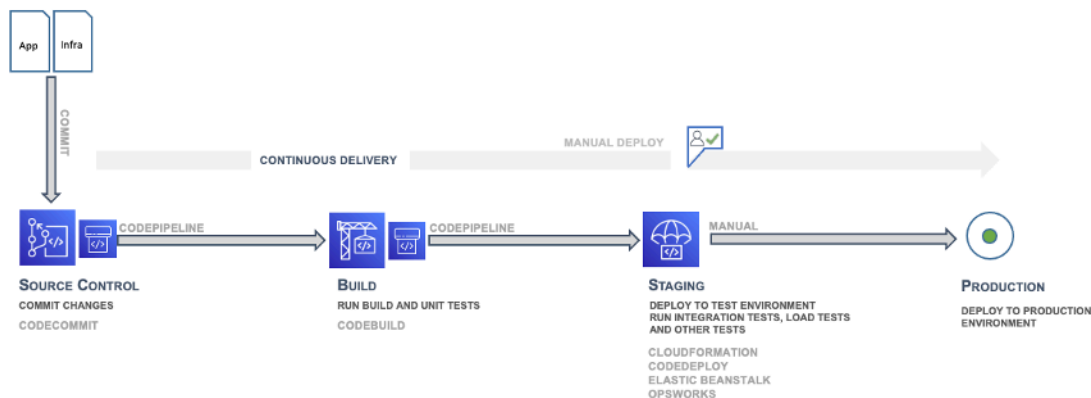 App
Infra
COMMIT
MANUAL DEPLOY
CONTINUOUS DELIVERY
CODEPIPELINE
CODEPIPELINE
MANUAL
SOURCE CONTROL
COMMIT CHANGES
CODECOMMIT
BUILD
RUN BUILD AND UNIT TESTS
CODEBUILD
STAGING
DEPLOY TO TEST ENVIRONMENT
RUN INTEGRATION TESTS, LOAD TESTS
AND OTHER TESTS
CLOUDFORMATION
CODEDEPLOY
ELASTIC BEANSTALK
OPSWORKS
PRODUCTION
DEPLOY TO PRODUCTION
ENVIRONMENT